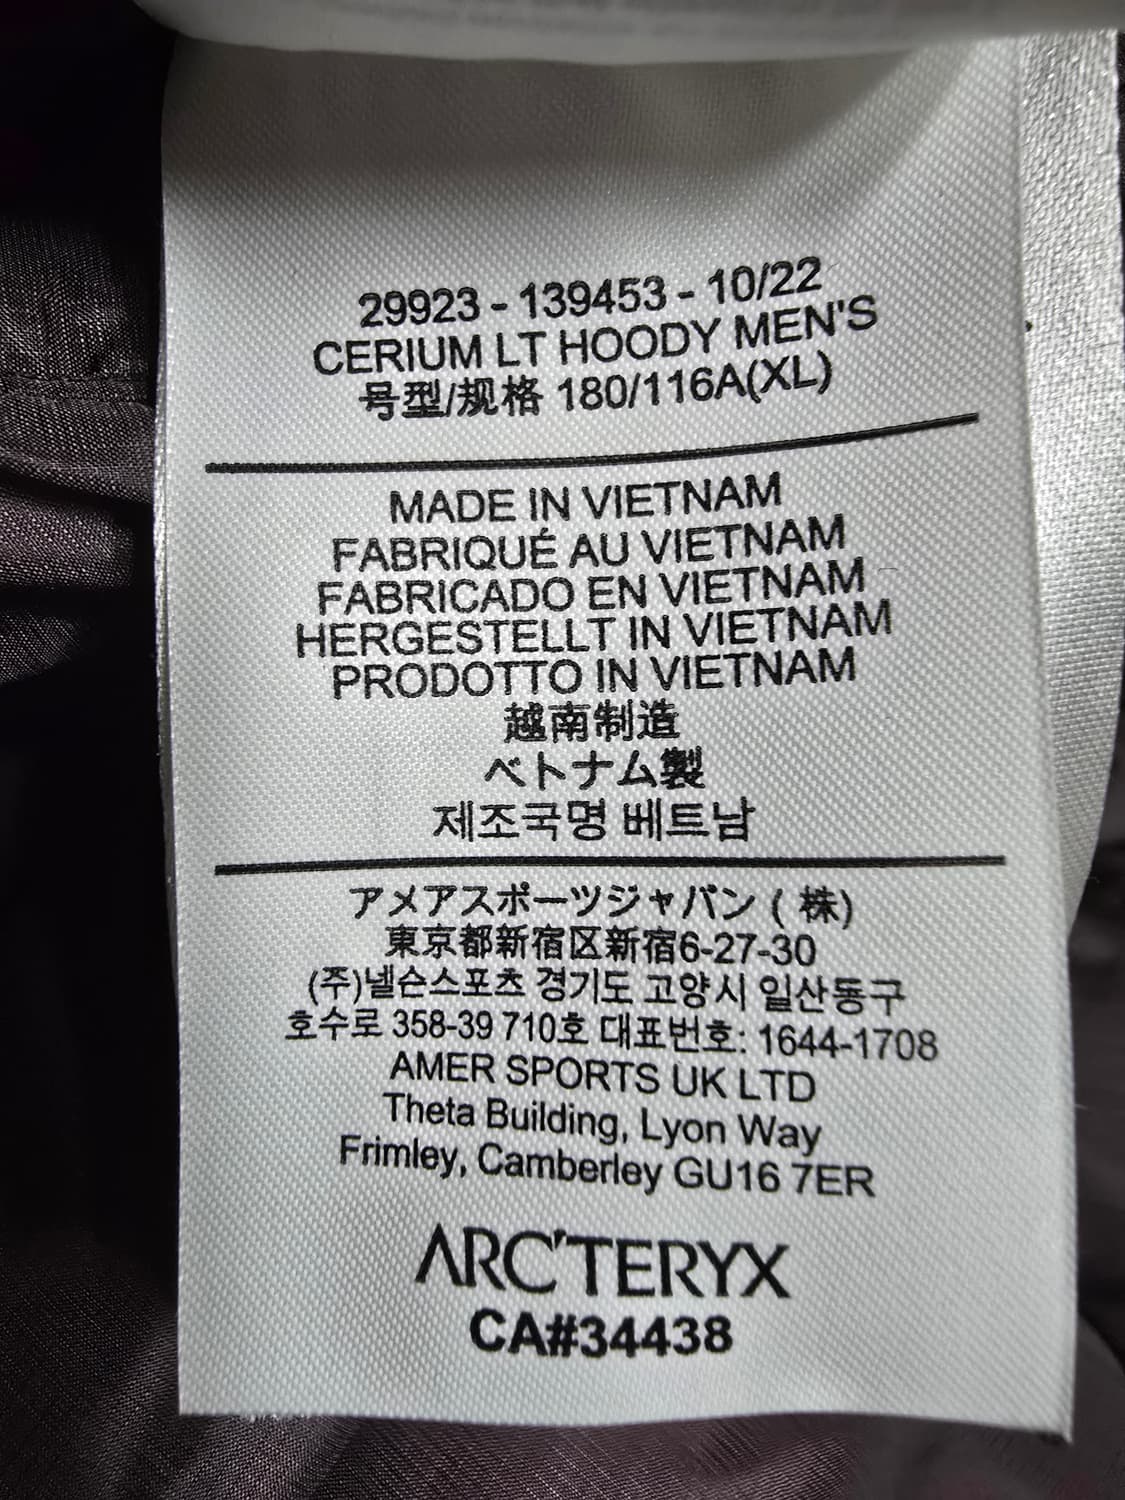 29923 - 139453 - 10/22
CERIUM LT HOODY MEN'S
号型/规格 180/116A(XL)
MADE IN VIETNAM
FABRIQUÉ AU VIETNAM
FABRICADO EN VIETNAM
HERGESTELLT IN VIETNAM
PRODOTTO IN VIETNAM
越南制造
ベトナム製
제조국명 베트남
アメアスポーツジャパン ( 株)
東京都新宿区新宿6-27-30
(주)넬슨스포츠 경기도 고양시 일산동구
호수로 358-39 710호 대표번호: 1644-1708
AMER SPORTS UK LTD
Theta Building, Lyon Way
Frimley, Camberley GU16 7ER
ARC'TERYX
CA#34438